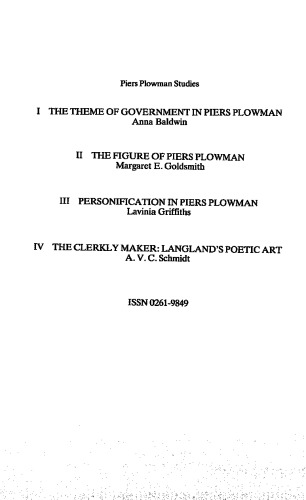 Piers Plowman Studies
I THE THEME OF GOVERNMENT IN PIERS PLOWMAN
Anna Baldwin
II THE FIGURE OF PIERS PLOWMAN
Margaret E. Goldsmith
III PERSONIFICATION IN PIERS PLOWMAN
Lavinia Griffiths
IV THE CLERKLY MAKER: LANGLAND'S POETIC ART
A. V. C. Schmidt
ISSN 0261-9849